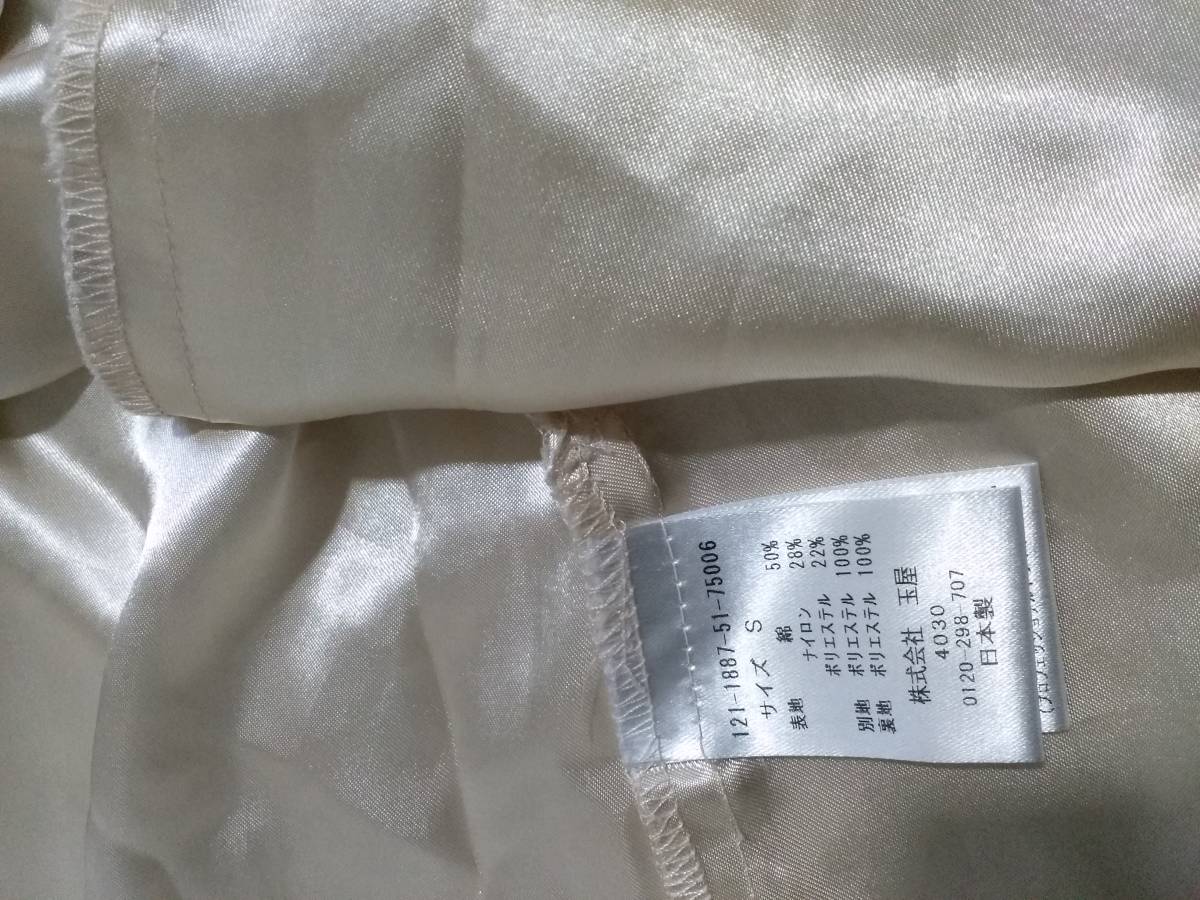 121-1887-51-75006
サイズ S
表地 綿 50%
ナイロン 28%
ポリエステル 22%
別地 ポリエステル 100%
裏地 ポリエステル 100%
株式会社 玉屋
4030
0120-298-707
日本製